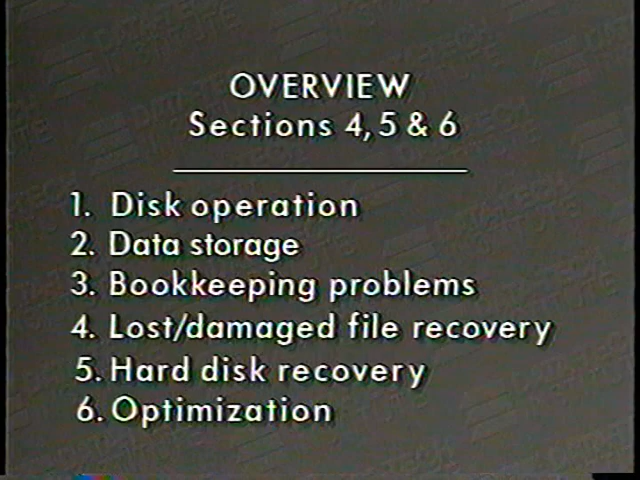 OVERVIEW
Sections 4, 5 & 6
1. Disk operation
2. Data storage
3. Bookkeeping problems
4. Lost/damaged file recovery
5. Hard disk recovery
6. Optimization